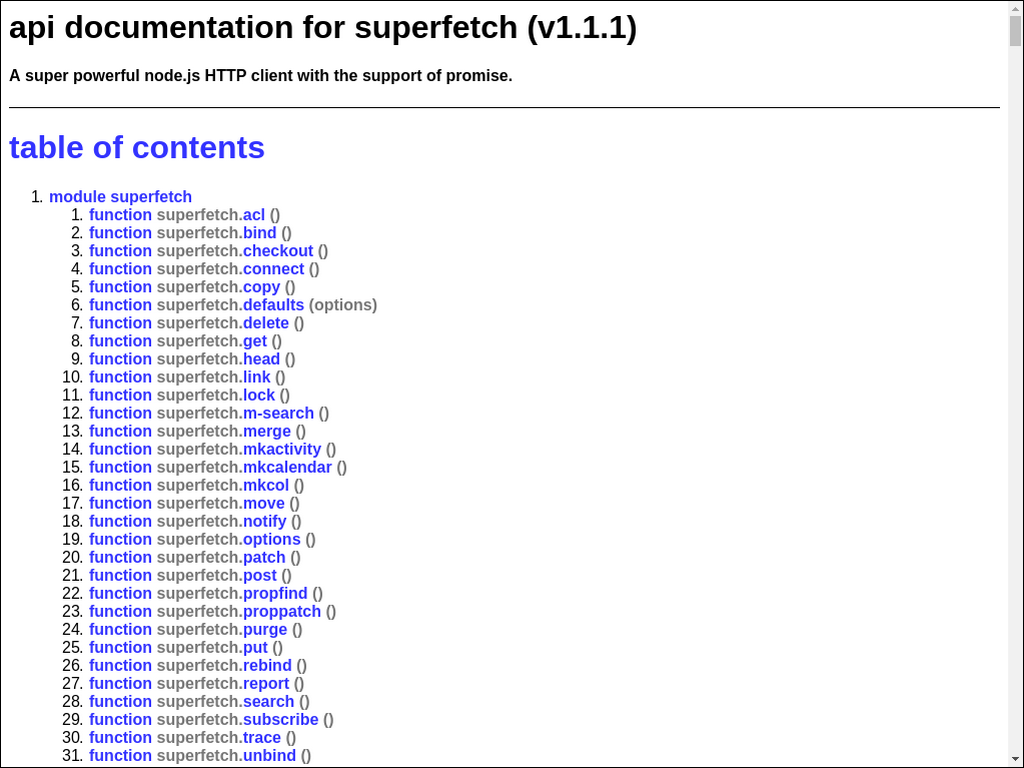 api documentation for superfetch (v1.1.1)
A super powerful node.js HTTP client with the support of promise.
table of contents
1. module superfetch
1. function superfetch.acl ()
2. function superfetch.bind ()
3. function superfetch.checkout ()
4. function superfetch.connect ()
5. function superfetch.copy ()
6. function superfetch.defaults (options)
7. function superfetch.delete ()
8. function superfetch.get ()
9. function superfetch.head ()
10. function superfetch.link ()
11. function superfetch.lock ()
12. function superfetch.m-search ()
13. function superfetch.merge ()
14. function superfetch.mkactivity ()
15. function superfetch.mkcalendar ()
16. function superfetch.mkcol ()
17. function superfetch.move ()
18. function superfetch.notify ()
19. function superfetch.options ()
20. function superfetch.patch ()
21. function superfetch.post ()
22. function superfetch.propfind ()
23. function superfetch.proppatch ()
24. function superfetch.purge ()
25. function superfetch.put ()
26. function superfetch.rebind ()
27. function superfetch.report ()
28. function superfetch.search ()
29. function superfetch.subscribe ()
30. function superfetch.trace ()
31. function superfetch.unbind ()